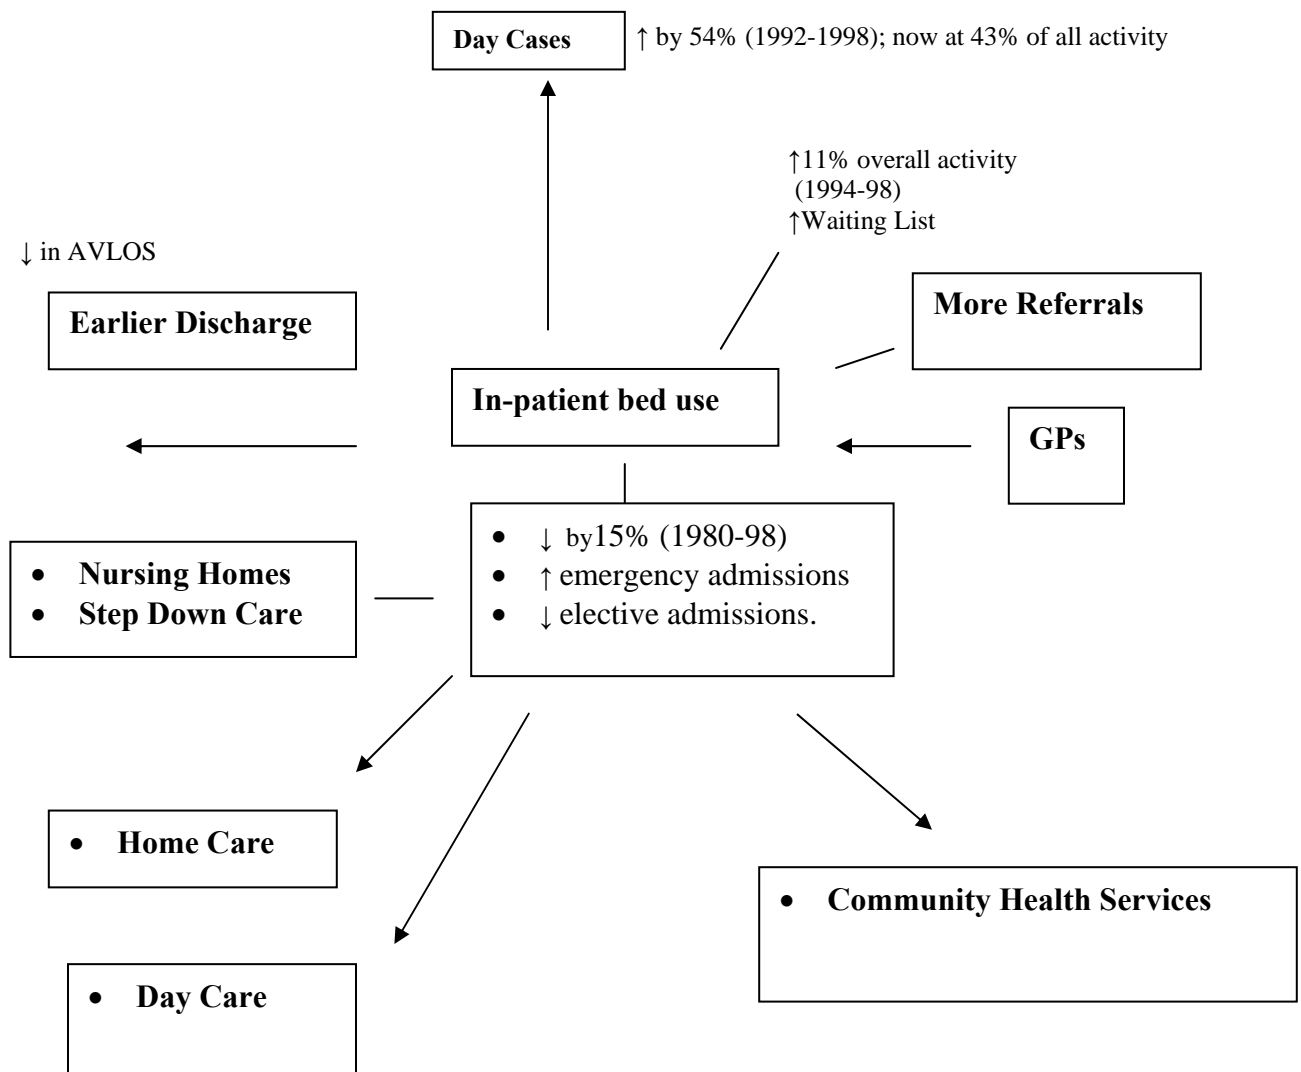 Day Cases
↑ by 54% (1992-1998); now at 43% of all activity
↑11% overall activity
(1994-98)
↑Waiting List
↓ in AVLOS
Earlier Discharge
More Referrals
In-patient bed use
GPs
• ↓ by15% (1980-98)
• ↑ emergency admissions
• ↓ elective admissions.
• Nursing Homes
• Step Down Care
• Home Care
• Community Health Services
• Day Care